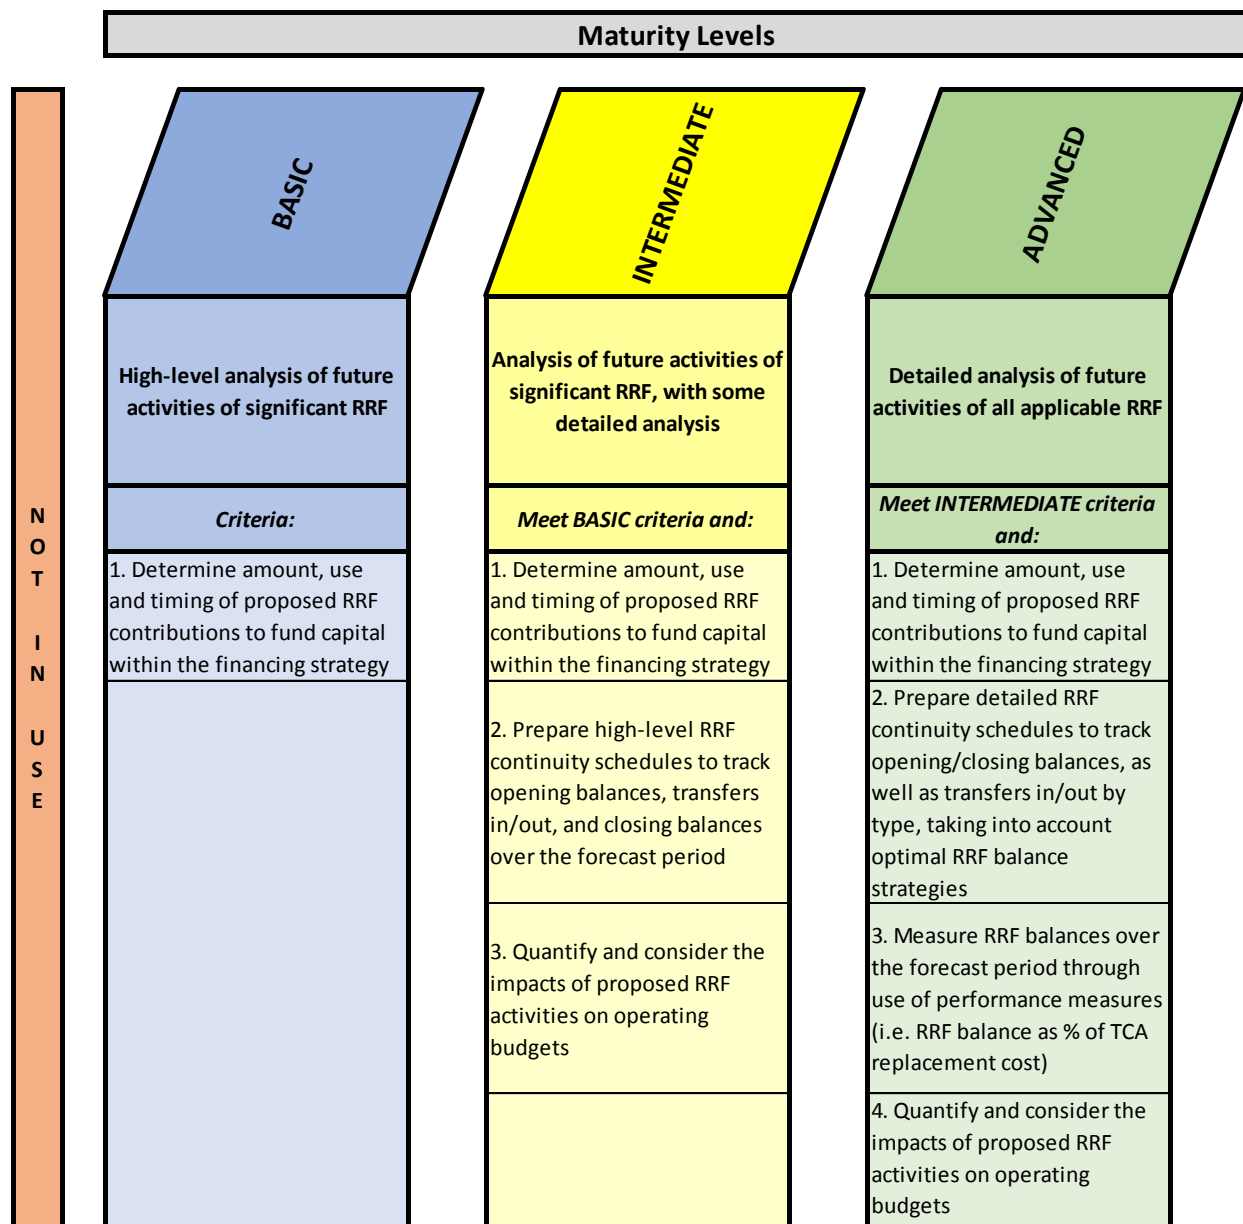 Maturity Levels
NOT IN USE
BASIC
High-level analysis of future
activities of significant RRF
Criteria:
1. Determine amount, use
and timing of proposed RRF
contributions to fund capital
within the financing strategy
INTERMEDIATE
Analysis of future activities of
significant RRF, with some
detailed analysis
Meet BASIC criteria and:
1. Determine amount, use
and timing of proposed RRF
contributions to fund capital
within the financing strategy
2. Prepare high-level RRF
continuity schedules to track
opening balances, transfers
in/out, and closing balances
over the forecast period
3. Quantify and consider the
impacts of proposed RRF
activities on operating
budgets
ADVANCED
Detailed analysis of future
activities of all applicable RRF
Meet INTERMEDIATE criteria
and:
1. Determine amount, use
and timing of proposed RRF
contributions to fund capital
within the financing strategy
2. Prepare detailed RRF
continuity schedules to track
opening/closing balances, as
well as transfers in/out by
type, taking into account
optimal RRF balance
strategies
3. Measure RRF balances over
the forecast period through
use of performance measures
(i.e. RRF balance as % of TCA
replacement cost)
4. Quantify and consider the
impacts of proposed RRF
activities on operating
budgets